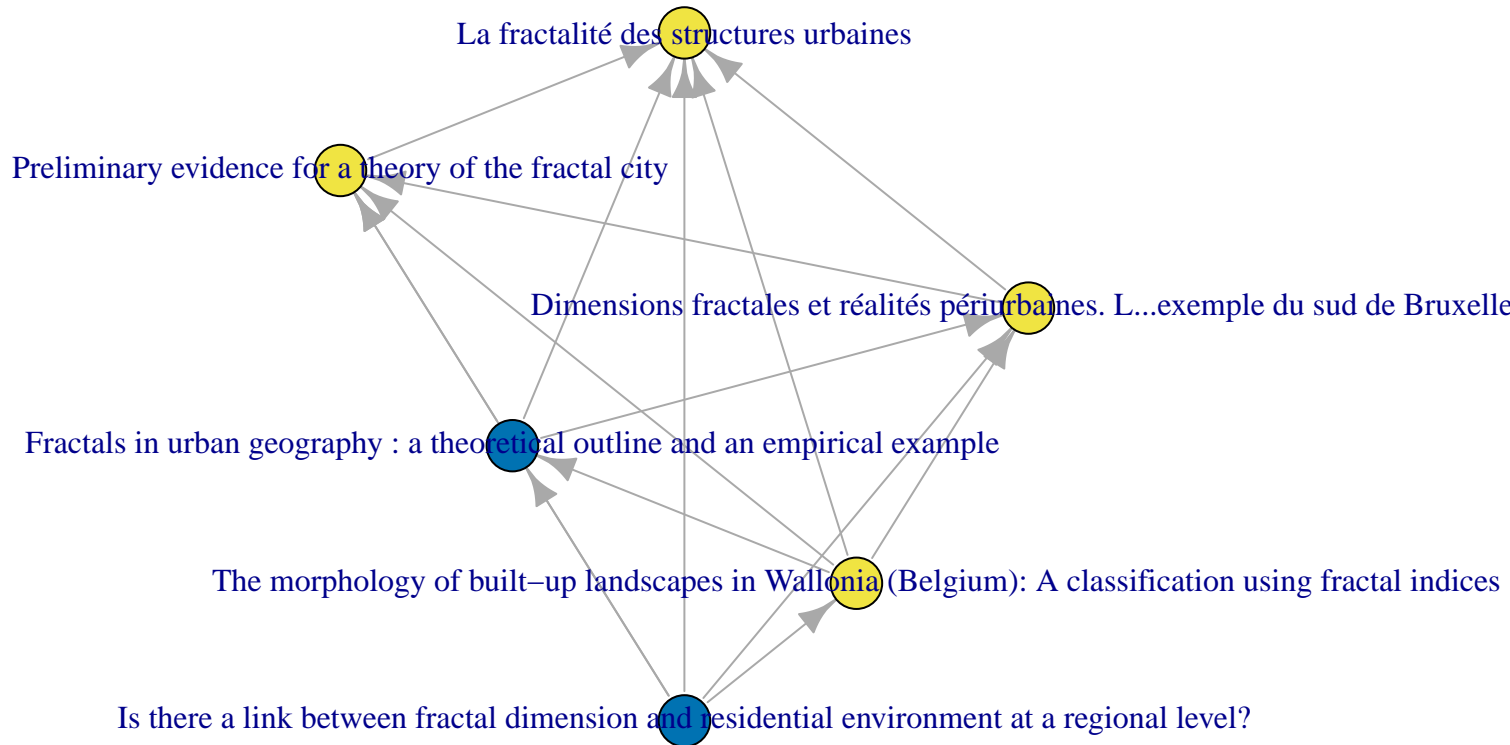 La fractalité des structures urbaines
Preliminary evidence for a theory of the fractal city
Dimensions fractales et réalités périurbaines. L...exemple du sud de Bruxelle
Fractals in urban geography : a theoretical outline and an empirical example
The morphology of built−up landscapes in Wallonia (Belgium): A classification using fractal indices
Is there a link between fractal dimension and residential environment at a regional level?